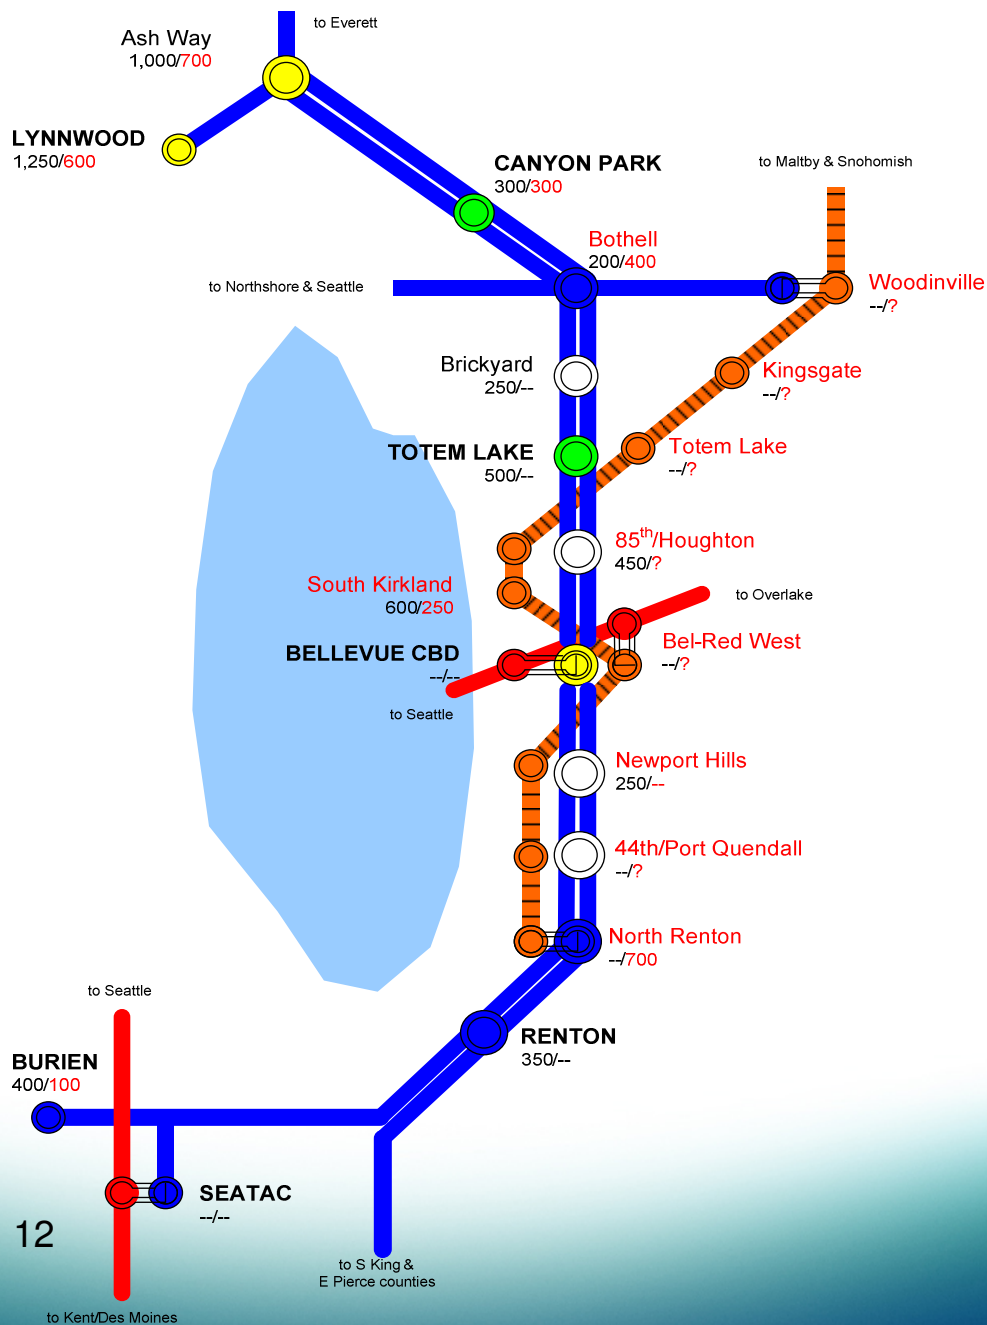 to Everett
Ash Way
1,000/700
LYNNWOOD
1,250/600
CANYON PARK
300/300
to Maltby & Snohomish
Bothell
200/400
to Northshore & Seattle
Woodinville
--/?
Brickyard
250/--
Kingsgate
--/?
TOTEM LAKE
500/--
Totem Lake
--/?
85th/Houghton
450/?
South Kirkland
600/250
to Overlake
BELLEVUE CBD
--/--
Bel-Red West
--/?
to Seattle
Newport Hills
250/--
44th/Port Quendall
--/?
North Renton
--/700
to Seattle
RENTON
350/--
BURIEN
400/100
SEATAC
--/--
12
to S King &
E Pierce counties
to Kent/Des Moines